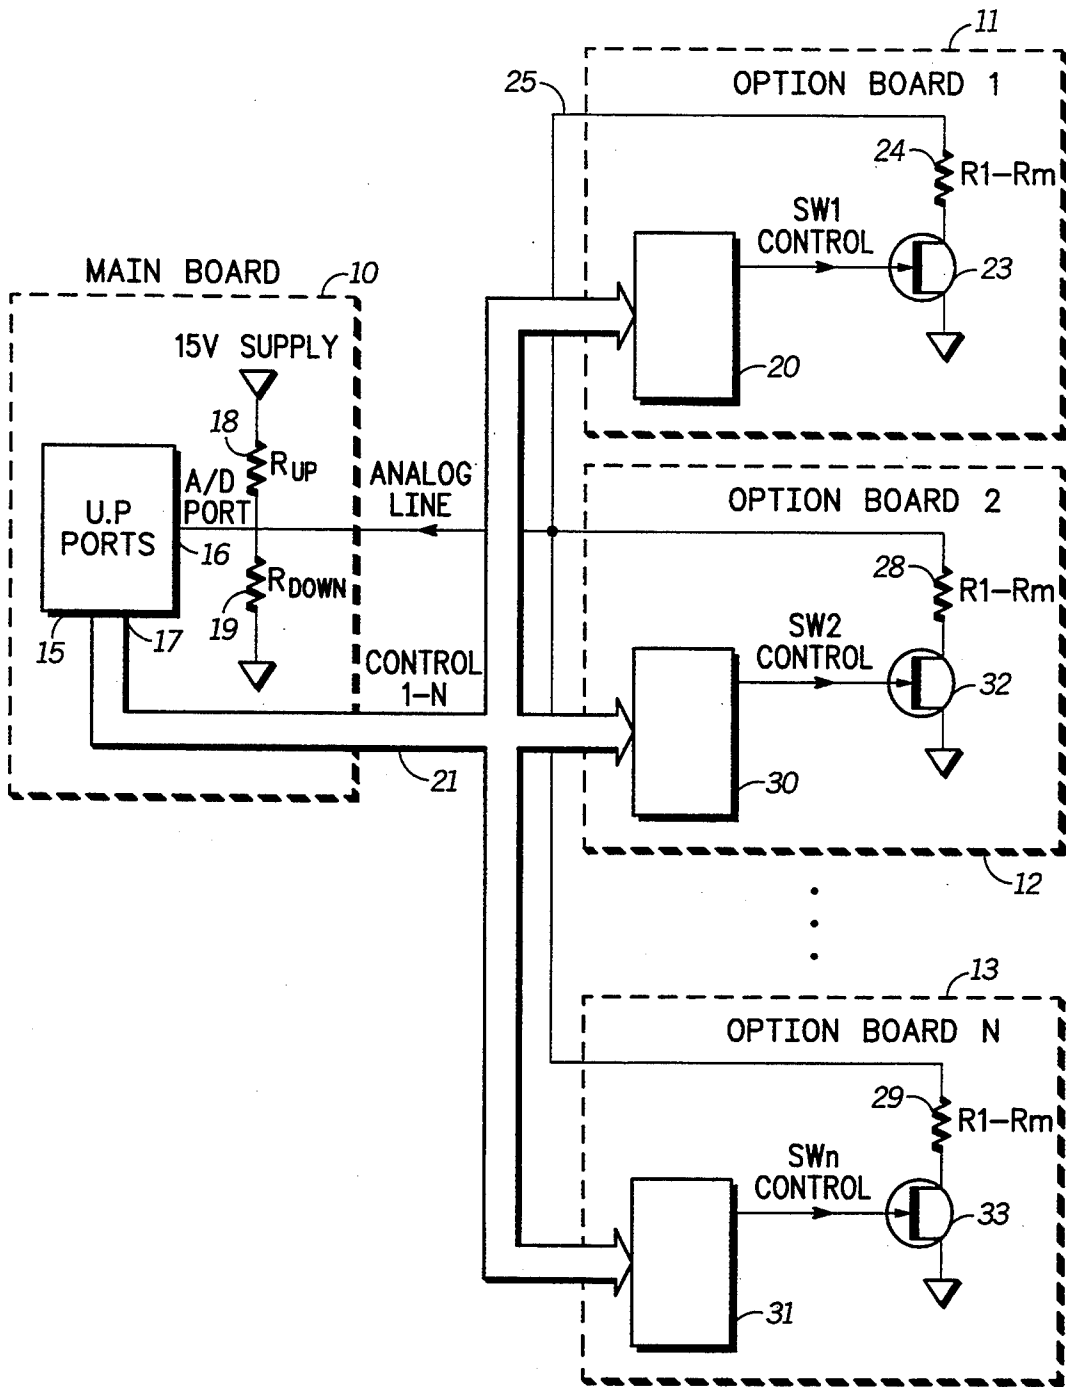 11
OPTION BOARD 1
25
24
R1-Rm
SW1
CONTROL
23
MAIN BOARD
10
15V SUPPLY
20
18
RUP
A/D
PORT
ANALOG
LINE
OPTION BOARD 2
U.P
PORTS
16
RDOWN
28
R1-Rm
19
15
17
SW2
CONTROL
CONTROL
1-N
32
21
30
12
13
OPTION BOARD N
29
R1-Rm
SWn
CONTROL
33
31